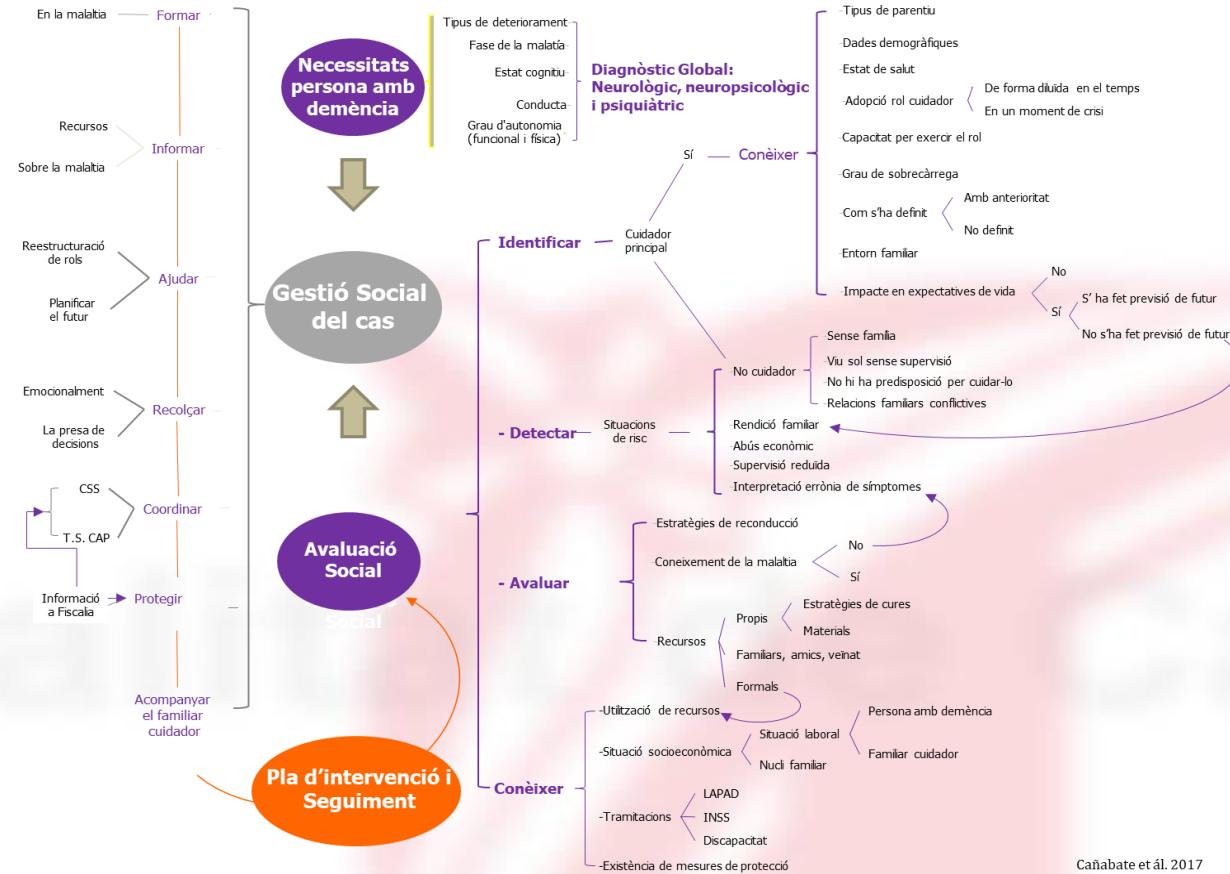 En la malaltia
Formar
Recursos
Informar
Sobre la malaltia
Reestructuració
de rols
Ajudar
Planificar
el futur
Emocionalment
Recolçar
La presa de
decisions
CSS
Coordinar
T.S. CAP
Informació
a Fiscalia
Protegir
Acompanyar
el familiar
cuidador
Necessitats
persona amb
demència
Tipus de deteriorament
Fase de la malatía
Estat cognitiu
Conducta
Grau d'autonomia
(funcional i física)
Diagnòstic Global:
Neurològic, neuropsicològic
i psiquiàtric
Gestió Social
del cas
Avaluació
Social
Social
Pla d'intervenció i
Seguiment
Identificar
Cuidador
principal
Sí
Conèixer
-Tipus de parentiu
-Dades demogràfiques
-Estat de salut
-Adopció rol cuidador
De forma diluïda en el temps
En un moment de crisi
-Capacitat per exercir el rol
-Grau de sobrecàrrega
-Com s'ha definit
Amb anterioritat
No definit
-Entorn familiar
-Impacte en expectatives de vida
No
Sí
S' ha fet previsió de futur
No s'ha fet previsió de futur
- Detectar
Situacions
de risc
No cuidador
-Sense família
Viu sol sense supervisió
No hi ha predisposició per cuidar-lo
-Relacions familiars conflictives
Rendició familiar
Abús econòmic
Supervisió reduïda
-Interpretació errònia de símptomes
- Avaluar
-Estratègies de reconducció
-Coneixement de la malaltia
No
Sí
-Recursos
Propis
Estratègies de cures
Materials
Familiars, amics, veïnat
Formals
Conèixer
-Utilització de recursos
-Situació socioeconòmica
Situació laboral
Persona amb demència
Familiar cuidador
Nucli familiar
-Tramitacions
LAPAD
INSS
Discapacitat
-Existència de mesures de protecció
Cañabate et ál. 2017